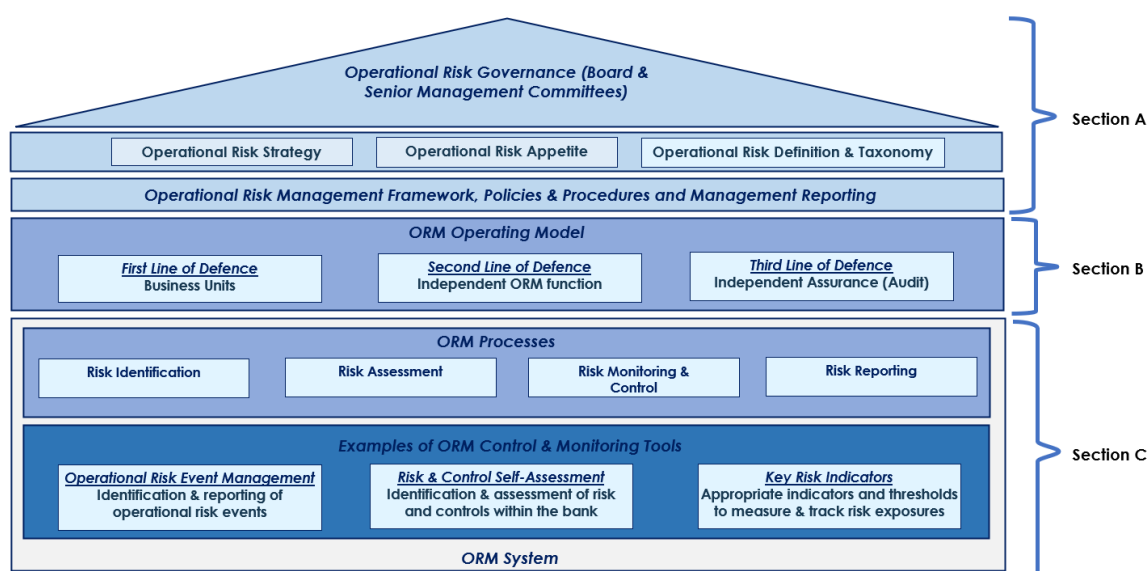 Operational Risk Governance (Board &
Senior Management Committees)
Section A
Operational Risk Strategy
Operational Risk Appetite
Operational Risk Definition & Taxonomy
Operational Risk Management Framework, Policies & Procedures and Management Reporting
ORM Operating Model
First Line of Defence
Business Units
Second Line of Defence
Independent ORM function
Third Line of Defence
Independent Assurance (Audit)
Section B
ORM Processes
Risk Identification
Risk Assessment
Risk Monitoring &
Control
Risk Reporting
Examples of ORM Control & Monitoring Tools
Section C
Operational Risk Event Management
Identification & reporting of
operational risk events
Risk & Control Self-Assessment
Identification & assessment of risk
and controls within the bank
Key Risk Indicators
Appropriate indicators and thresholds
to measure & track risk exposures
ORM System